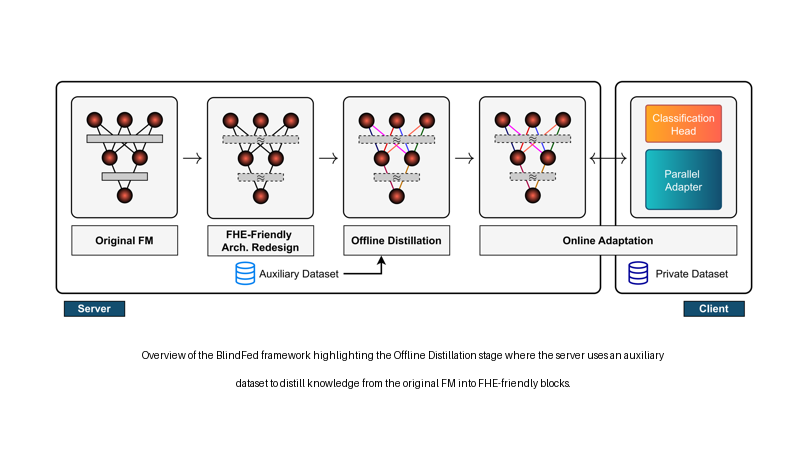 Classification
Head
Parallel
Adapter
Original FM
FHE-Friendly
Arch. Redesign
Offline Distillation
Online Adaptation
Auxiliary Dataset
Private Dataset
Server
Client
Overview of the BlindFed framework highlighting the Offline Distillation stage where the server uses an auxiliary
dataset to distill knowledge from the original FM into FHE-friendly blocks.